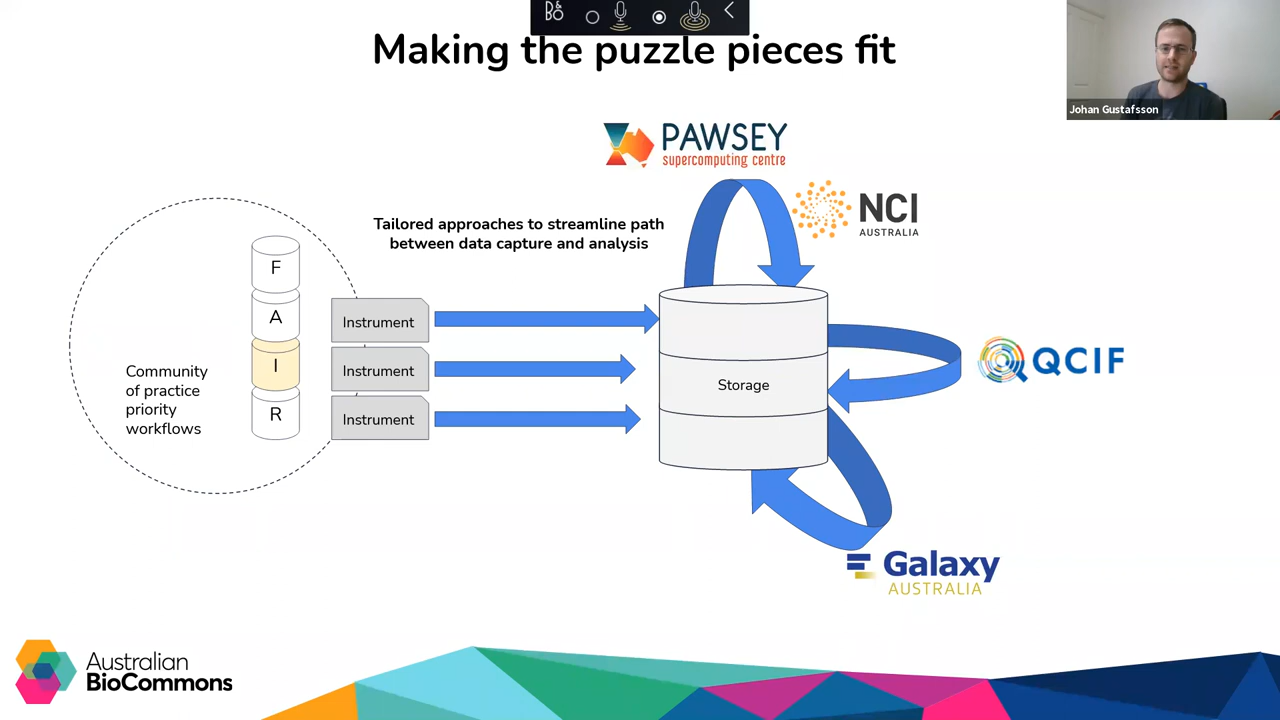 B&O
Making the puzzle pieces fit
Johan Gustafsson
PAWSEY
supercomputing centre
NCI
AUSTRALIA
Tailored approaches to streamline path
between data capture and analysis
F
A
I
R
Instrument
Instrument
Instrument
Community
of practice
priority
workflows
Storage
QCIF
Galaxy
AUSTRALIA
Australian
BioCommons